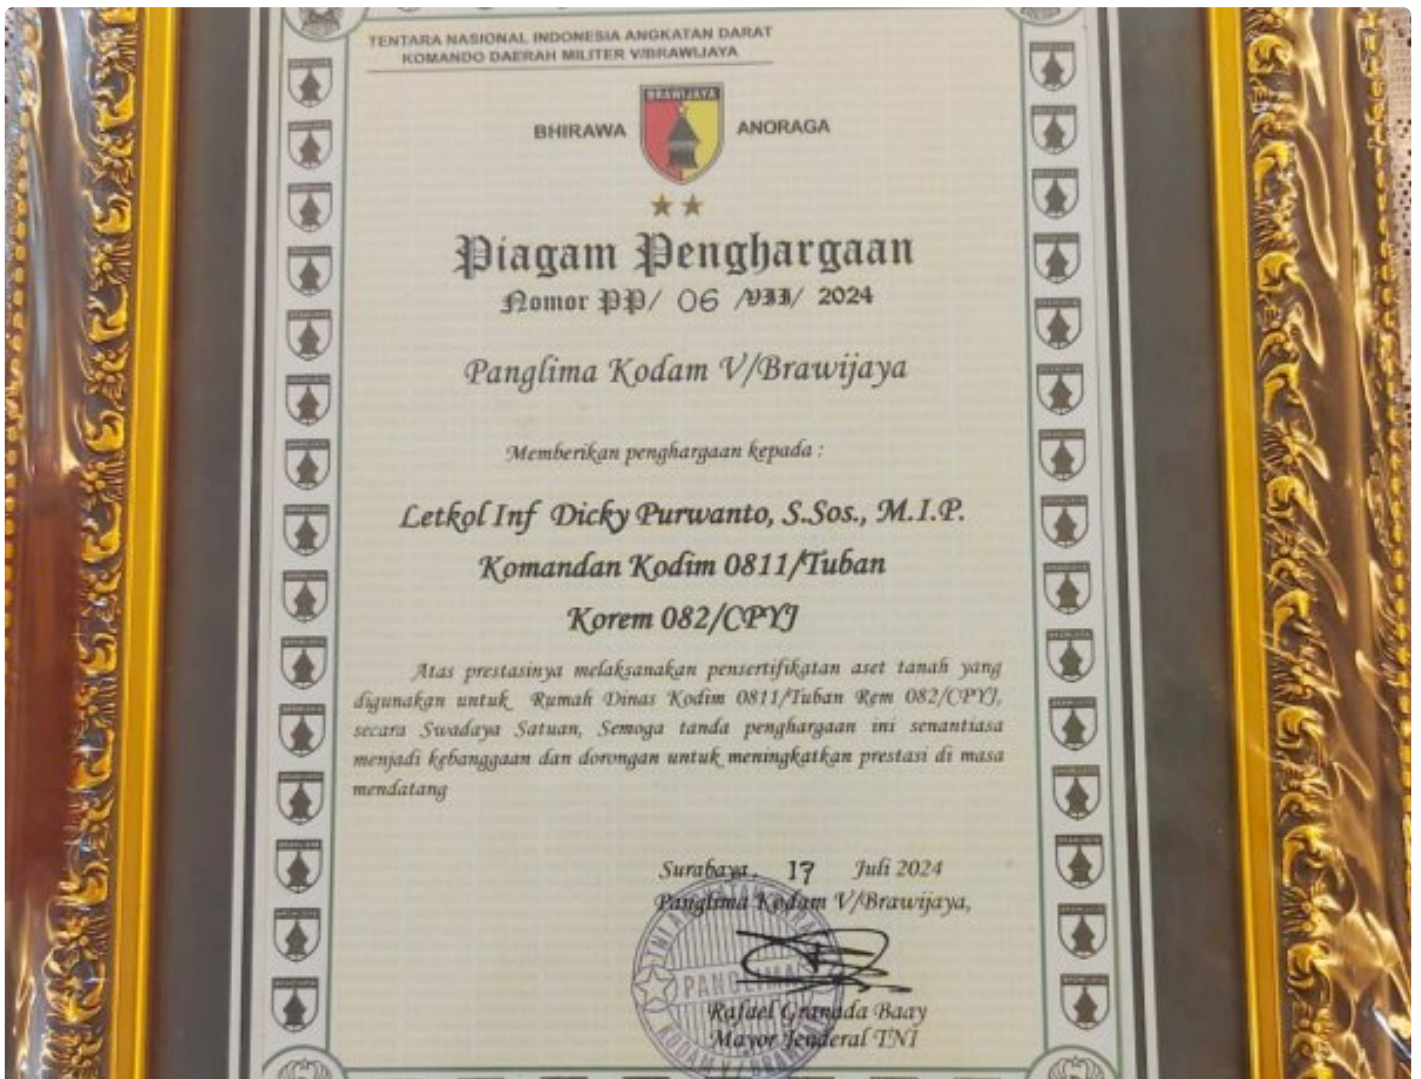 TENTARA NASIONAL INDONESIA ANGKATAN DARAT
KOMANDO DAERAH MILITER V/BRAWIJAYA
BRAWIJAYA
BHIRAWA ANORAGA
Piagam Penghargaan
Nomor PP/ 06 /VII/ 2024
Panglima Kodam V/Brawijaya
Memberikan penghargaan kepada :
Letkol Inf Dicky Purwanto, S.Sos., M.I.P.
Komandan Kodim 0811/Tuban
Korem 082/CPYJ
Atas prestasinya melaksanakan pensertifikatan aset tanah yang
digunakan untuk Rumah Dinas Kodim 0811/Tuban Rem 082/CPYJ,
secara Swadaya Satuan, Semoga tanda penghargaan ini senantiasa
menjadi kebanggaan dan dorongan untuk meningkatkan prestasi di masa
mendatang
Surabaya, 17 Juli 2024
Panglima Kodam V/Brawijaya,
PANGLIMA
Rafael Granada Baay
Mayor Jenderal TNI
KODAM V/BRAWIJAYA